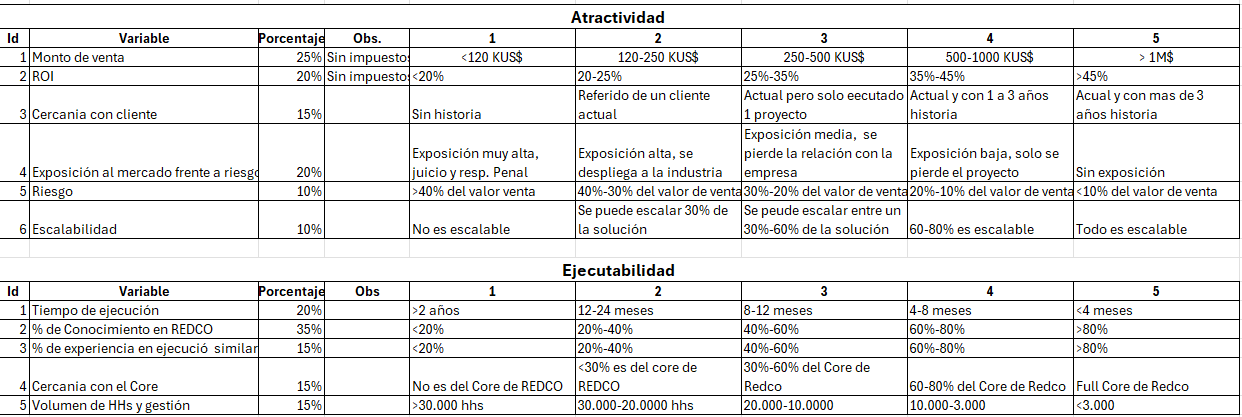 Atractividad
Id Variable Porcentaje Obs. 1 2 3 4 5
1 Monto de venta 25% Sin impuestos <120 KUS$ 120-250 KUS$ 250-500 KUS$ 500-1000 KUS$ > 1M$
2 ROI 20% Sin impuestos <20% 20-25% 25%-35% 35%-45% >45%
3 Cercania con cliente 15% Sin historia Referido de un cliente actual Actual pero solo eecutado 1 proyecto Actual y con 1 a 3 años historia Acual y con mas de 3 años historia
4 Exposición al mercado frente a riesgo 20% Exposición muy alta, juicio y resp. Penal Exposición alta, se despliega a la industria Exposición media, se pierde la relación con la empresa Exposición baja, solo se pierde el proyecto Sin exposición
5 Riesgo 10% >40% del valor venta 40%-30% del valor de venta 30%-20% del valor de venta 20%-10% del valor de venta <10% del valor de venta
6 Escalabilidad 10% No es escalable Se puede escalar 30% de la solución Se peude escalar entre un 30%-60% de la solución 60-80% es escalable Todo es escalable
Ejecutabilidad
Id Variable Porcentaje Obs 1 2 3 4 5
1 Tiempo de ejecución 20% >2 años 12-24 meses 8-12 meses 4-8 meses <4 meses
2 % de Conocimiento en REDCO 35% <20% 20%-40% 40%-60% 60%-80% >80%
3 % de experiencia en ejecució similar 15% <20% 20%-40% 40%-60% 60%-80% >80%
4 Cercania con el Core 15% No es del Core de REDCO <30% es del core de REDCO 30%-60% del Core de Redco 60-80% del Core de Redco Full Core de Redco
5 Volumen de HHs y gestión 15% >30.000 hhs 30.000-20.0000 hhs 20.000-10.0000 10.000-3.000 <3.000